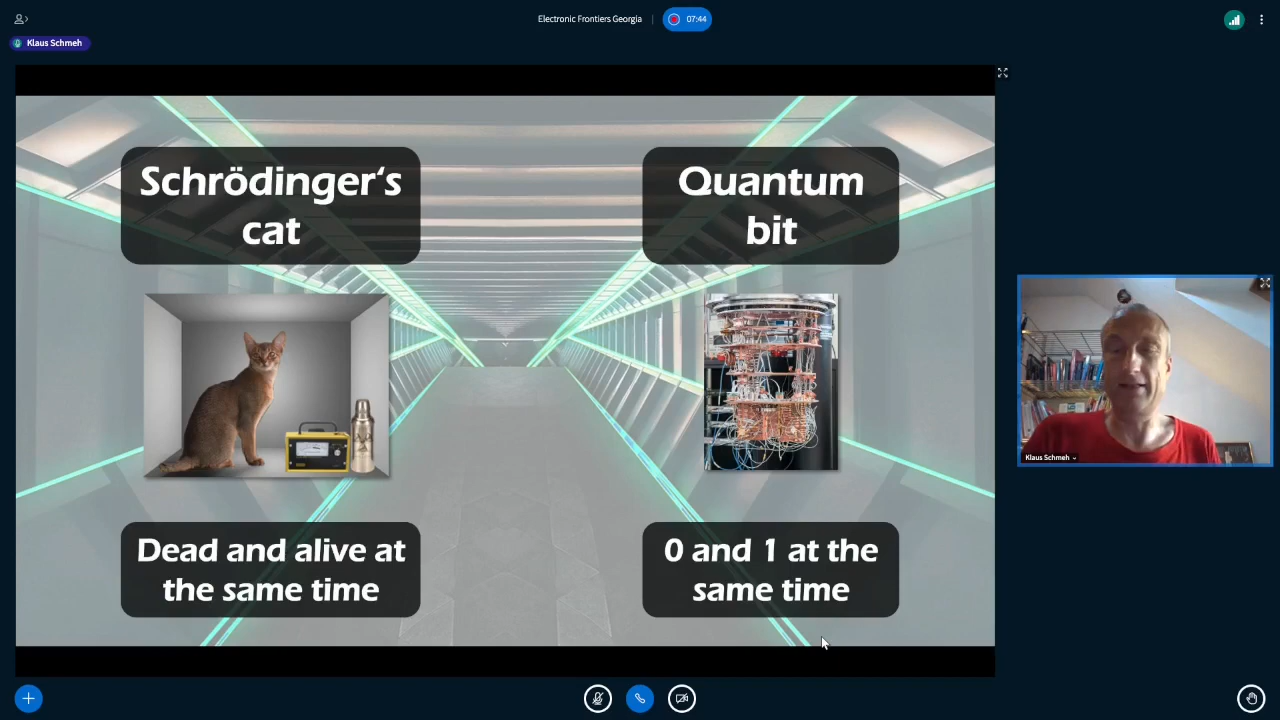 Electronic Frontiers Georgia
07:44
Klaus Schmeh
Schrödinger‘s
cat
Quantum
bit
Dead and alive at
the same time
0 and 1 at the
same time
Klaus Schmeh